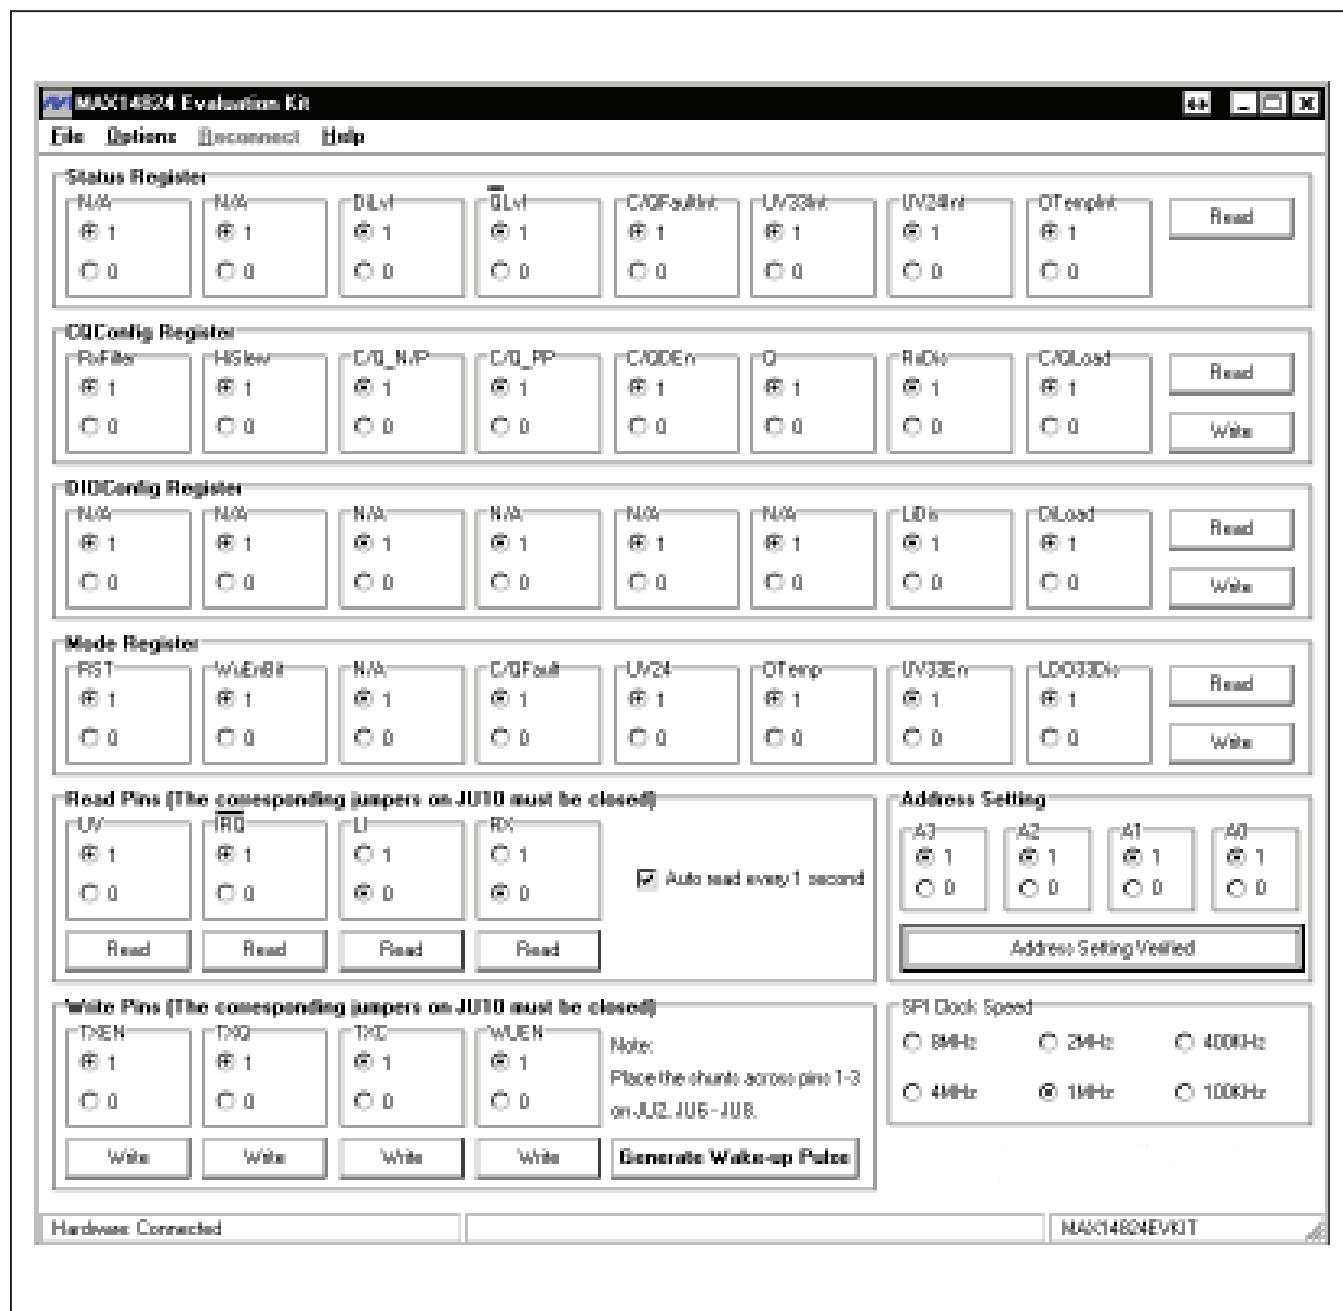 MAX14824 Evaluation Kit
File Options Reconnect Help
Status Register
N/A N/A DiLvl QLvl C/QFaultInt UV33Int UV24Int OTempInt
1 1 1 1 1 1 1 1 Read
0 0 0 0 0 0 0 0
CQConfig Register
RxFilter HiSlew C/Q_N/P C/Q_PP C/QDEn Q RxDis C/QLoad
1 1 1 1 1 1 1 1 Read
0 0 0 0 0 0 0 0 Write
DIOConfig Register
N/A N/A N/A N/A N/A N/A LiDis DiLoad
1 1 1 1 1 1 1 1 Read
0 0 0 0 0 0 0 0 Write
Mode Register
RST WuEnBit N/A C/QFault UV24 OTemp UV33En LDO33Dis
1 1 1 1 1 1 1 1 Read
0 0 0 0 0 0 0 0 Write
Read Pins (The corresponding jumpers on JU10 must be closed)
UV IRQ LI RX
1 1 1 1
0 0 0 0
Auto read every 1 second
Read Read Read Read
Address Setting
A3 A2 A1 A0
1 1 1 1
0 0 0 0
Address Setting Verified
Write Pins (The corresponding jumpers on JU10 must be closed)
TXEN TXQ TXC WUEN
1 1 1 1
0 0 0 0
Write Write Write Write
Note:
Place the shunts across pins 1-3
on JU2, JU6 - JU8.
Generate Wake-up Pulse
SPI Clock Speed
8MHz 2MHz 400KHz
4MHz 1MHz 100KHz
Hardware Connected MAX14824EVKIT